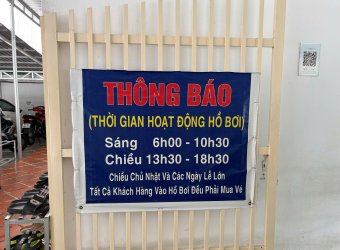 THÔNG BÁO
(THỜI GIAN HOẠT ĐỘNG HỒ BƠI)
Sáng 6h00 - 10h30
Chiều 13h30 - 18h30
Chiều Chủ Nhật Và Các Ngày Lễ Lớn
Tất Cả Khách Hàng Vào Hồ Bơi Đều Phải Mua Vé